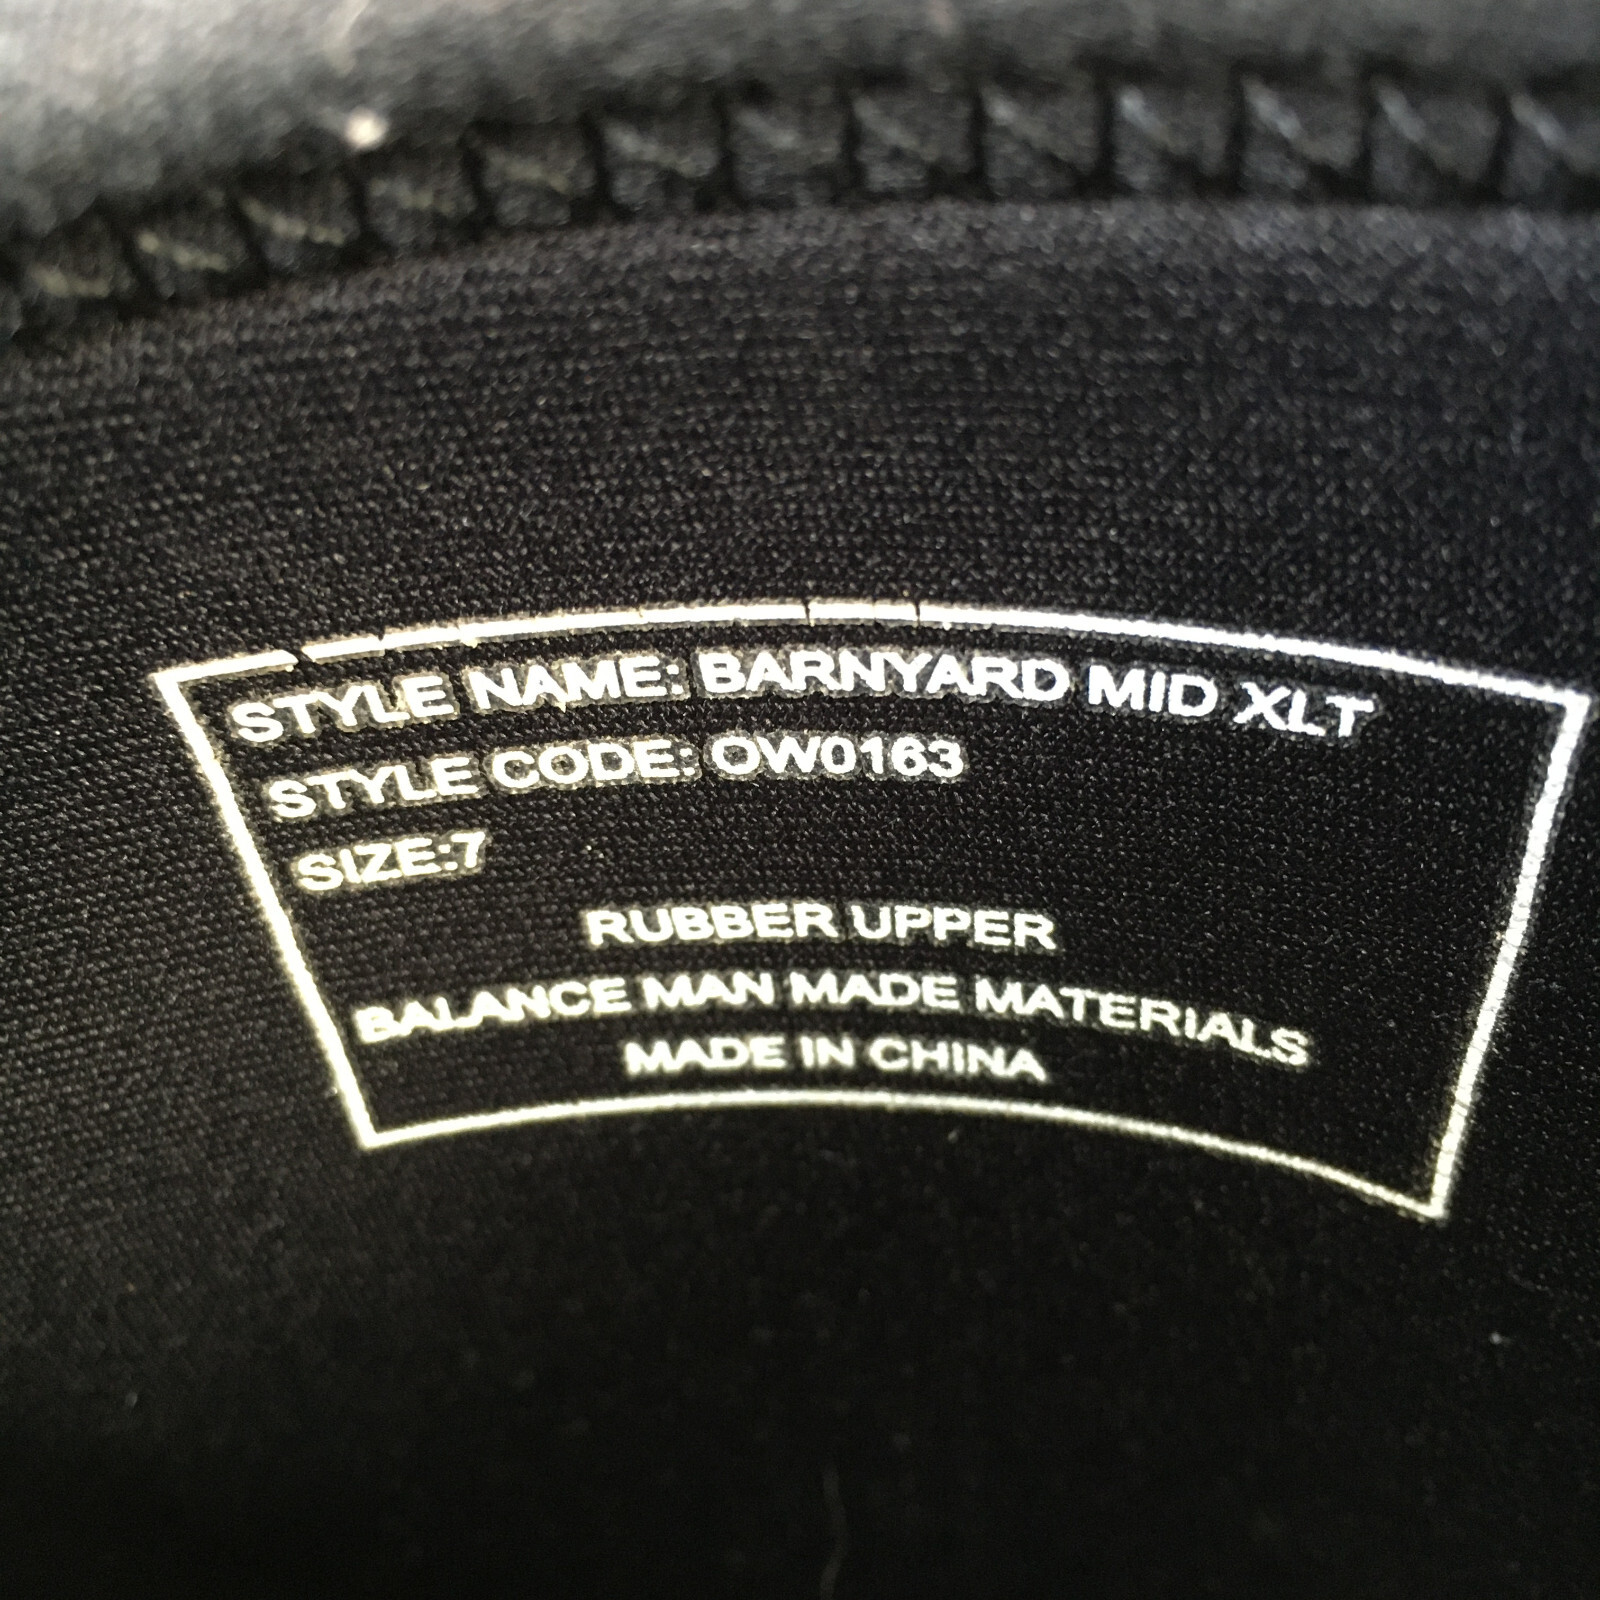 STYLE NAME: BARNYARD MID XLT
STYLE CODE: OW0163
SIZE:7
RUBBER UPPER
BALANCE MAN MADE MATERIALS
MADE IN CHINA